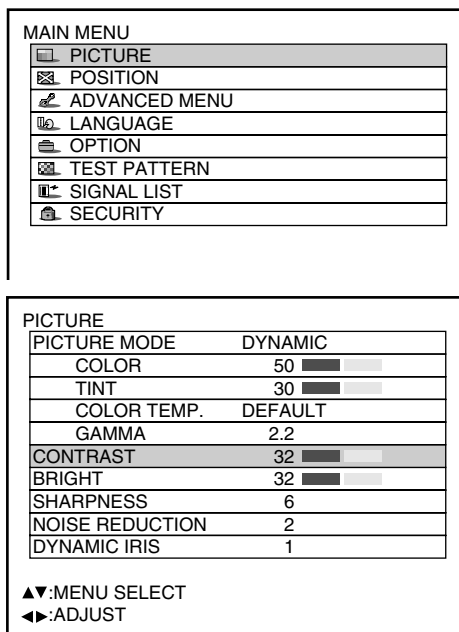 MAIN MENU
PICTURE
POSITION
ADVANCED MENU
LANGUAGE
OPTION
TEST PATTERN
SIGNAL LIST
SECURITY
PICTURE
PICTURE MODE DYNAMIC
COLOR 50
TINT 30
COLOR TEMP. DEFAULT
GAMMA 2.2
CONTRAST 32
BRIGHT 32
SHARPNESS 6
NOISE REDUCTION 2
DYNAMIC IRIS 1
▲▼:MENU SELECT
◀▶:ADJUST